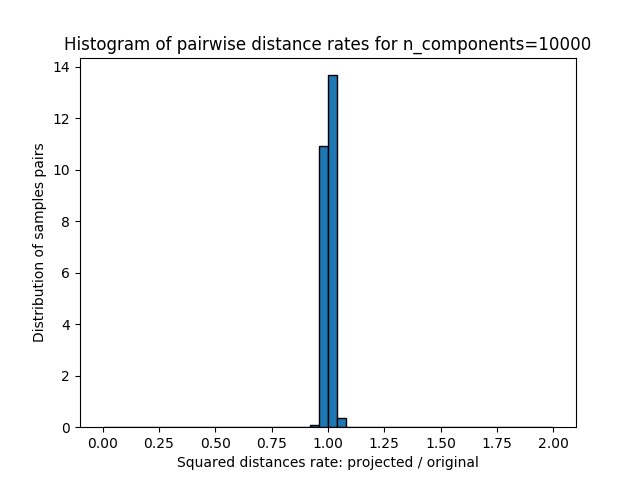 Histogram of pairwise distance rates for n_components=10000
14
12
10
8
6
4
2
0
Distribution of samples pairs
0.00 0.25 0.50 0.75 1.00 1.25 1.50 1.75 2.00
Squared distances rate: projected / original